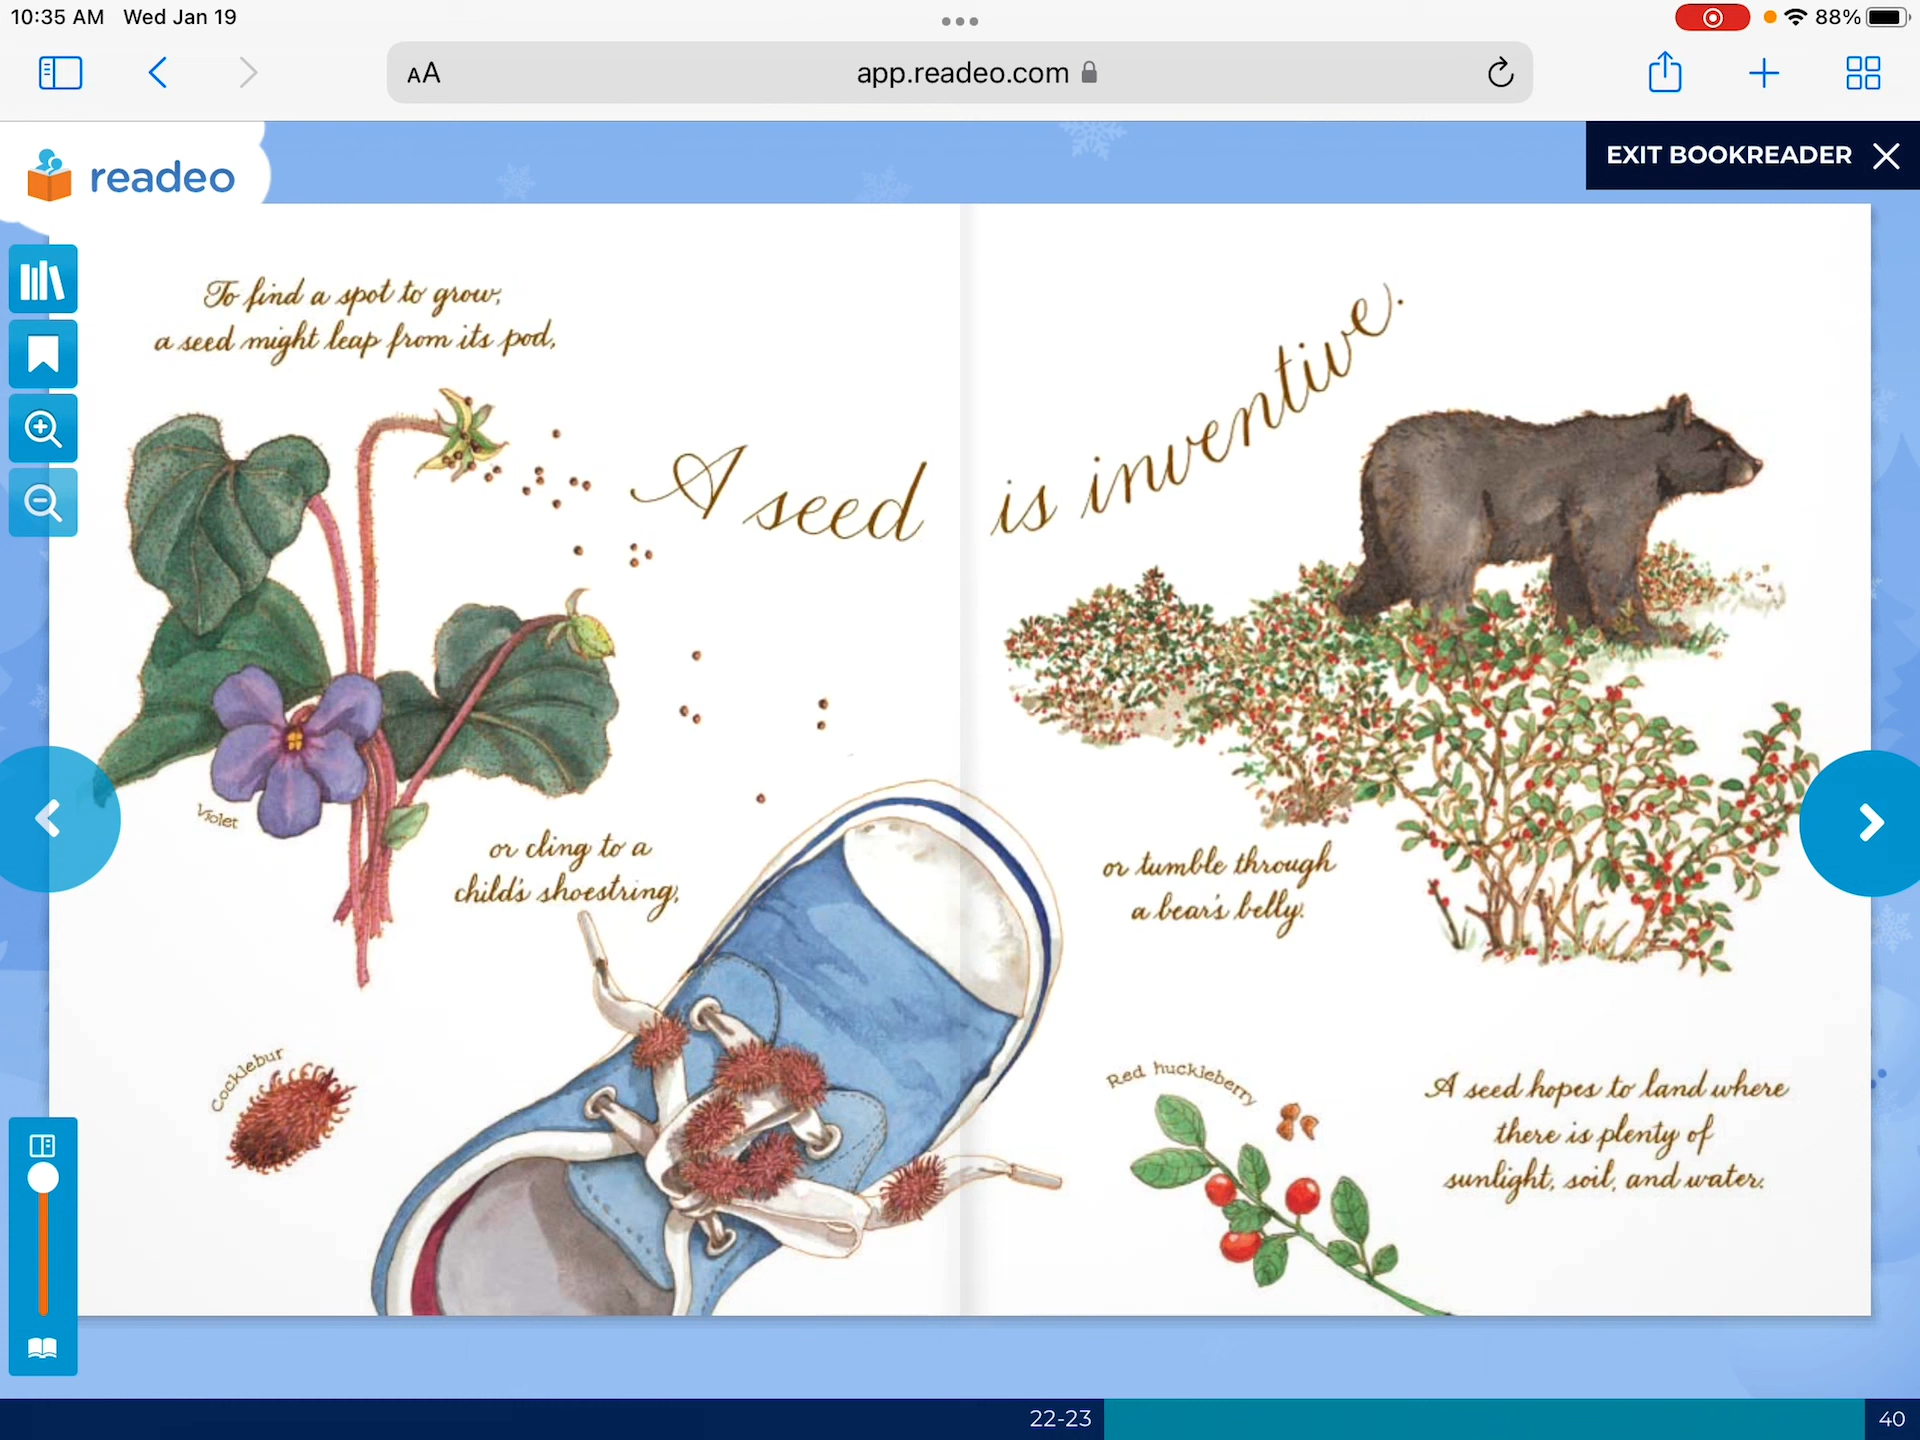 10:35 AM Wed Jan 19
88%
AA
app.readeo.com
readeo
EXIT BOOKREADER
To find a spot to grow,
a seed might leap from its pod,
A seed is inventive.
Violet
or cling to a
child's shoestring,
or tumble through
a bear's belly.
Cocklebur
Red huckleberry
A seed hopes to land where
there is plenty of
sunlight, soil, and water.
22-23
40